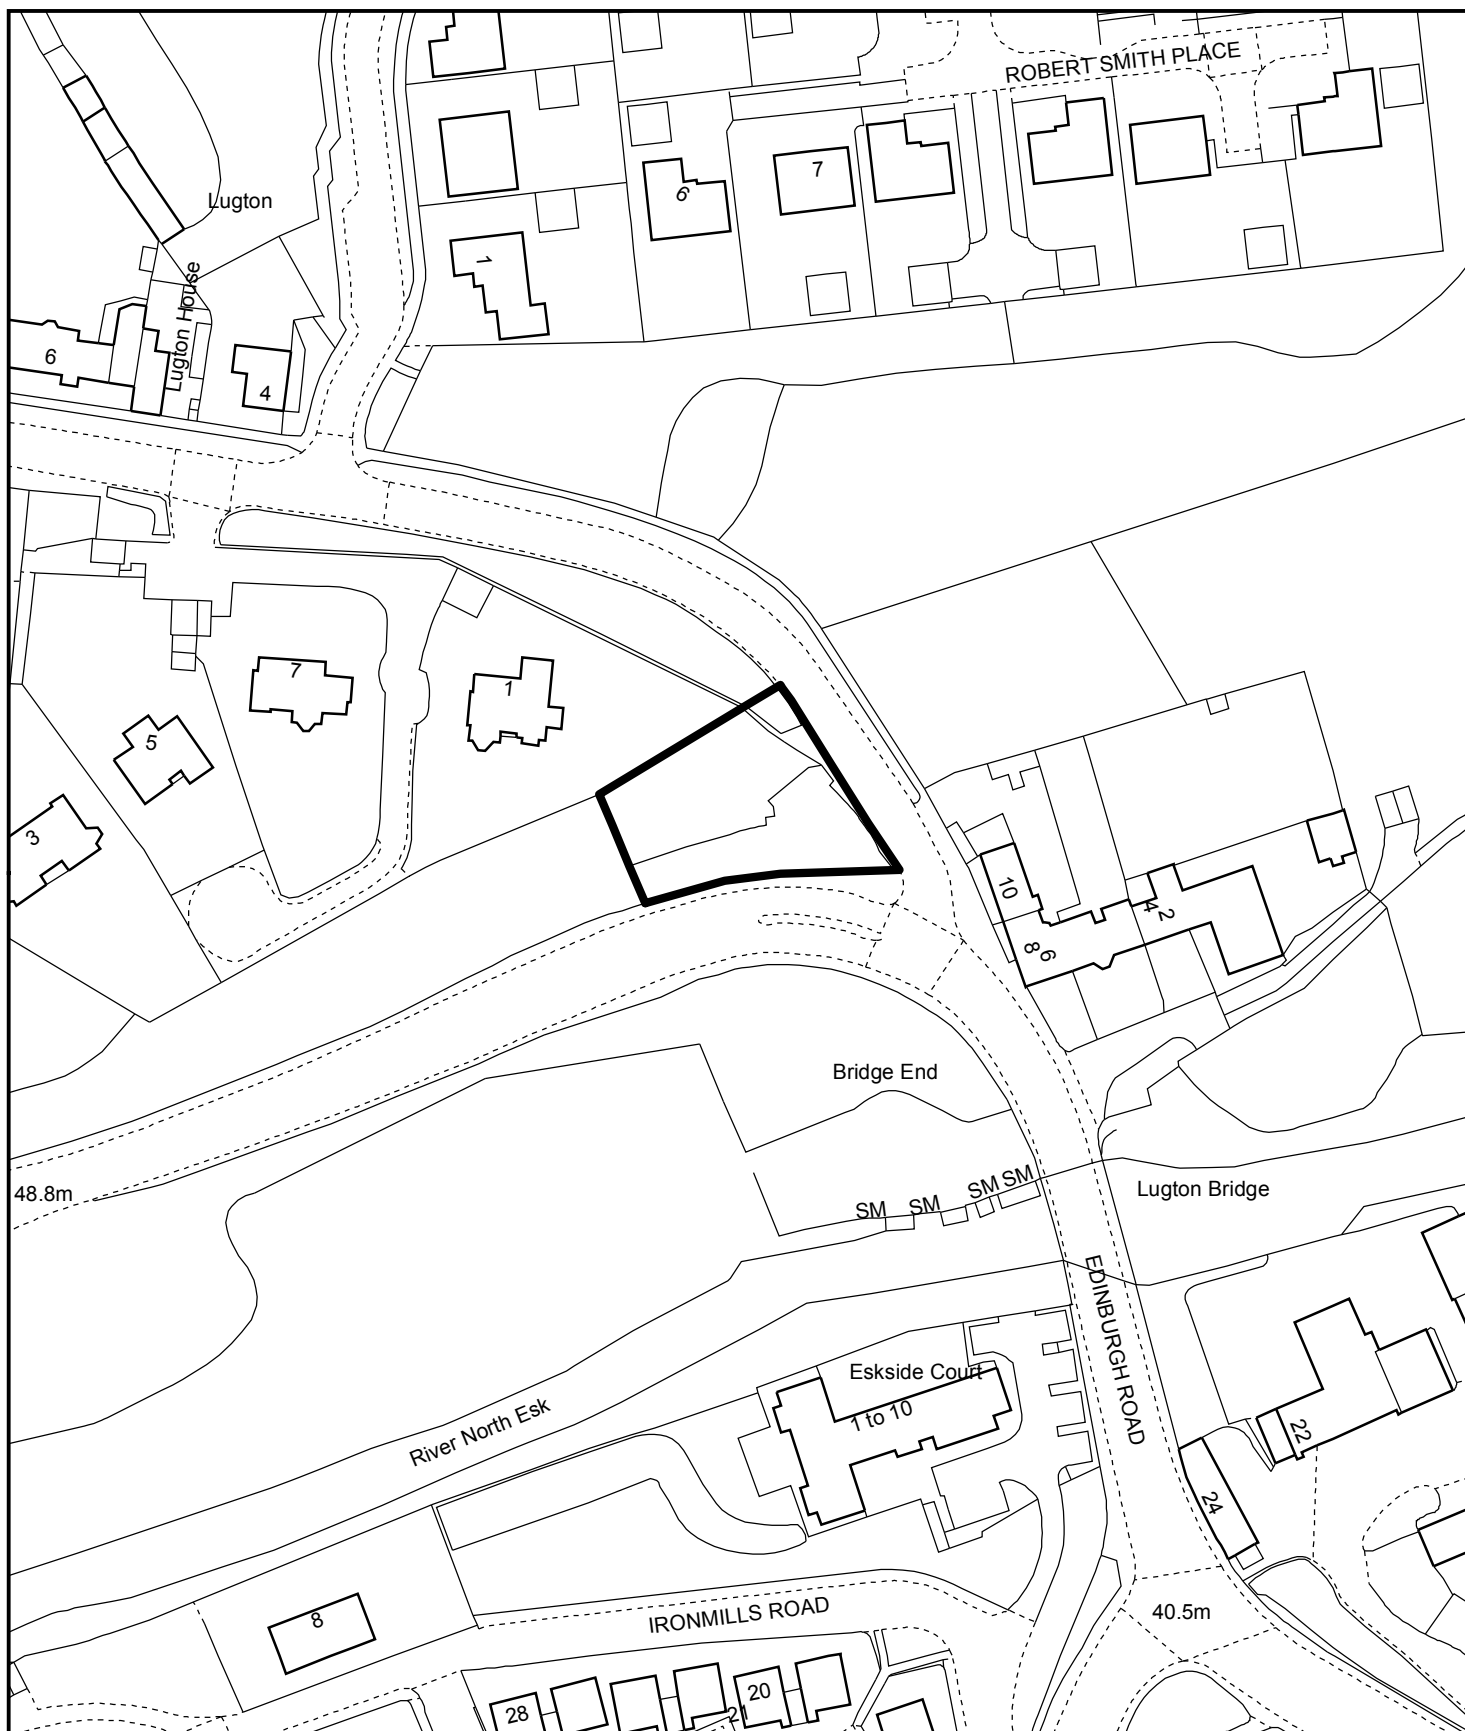 ROBERT SMITH PLACE
7
6
Lugton
1
Lugton House
6
4
7
1
5
3
10
4
2
8
6
Bridge End
48.8m
SM
SM
SM
SM
Lugton Bridge
EDINBURGH ROAD
Eskside Court
1 to 10
River North Esk
22
24
IRONMILLS ROAD
40.5m
8
20
28
21